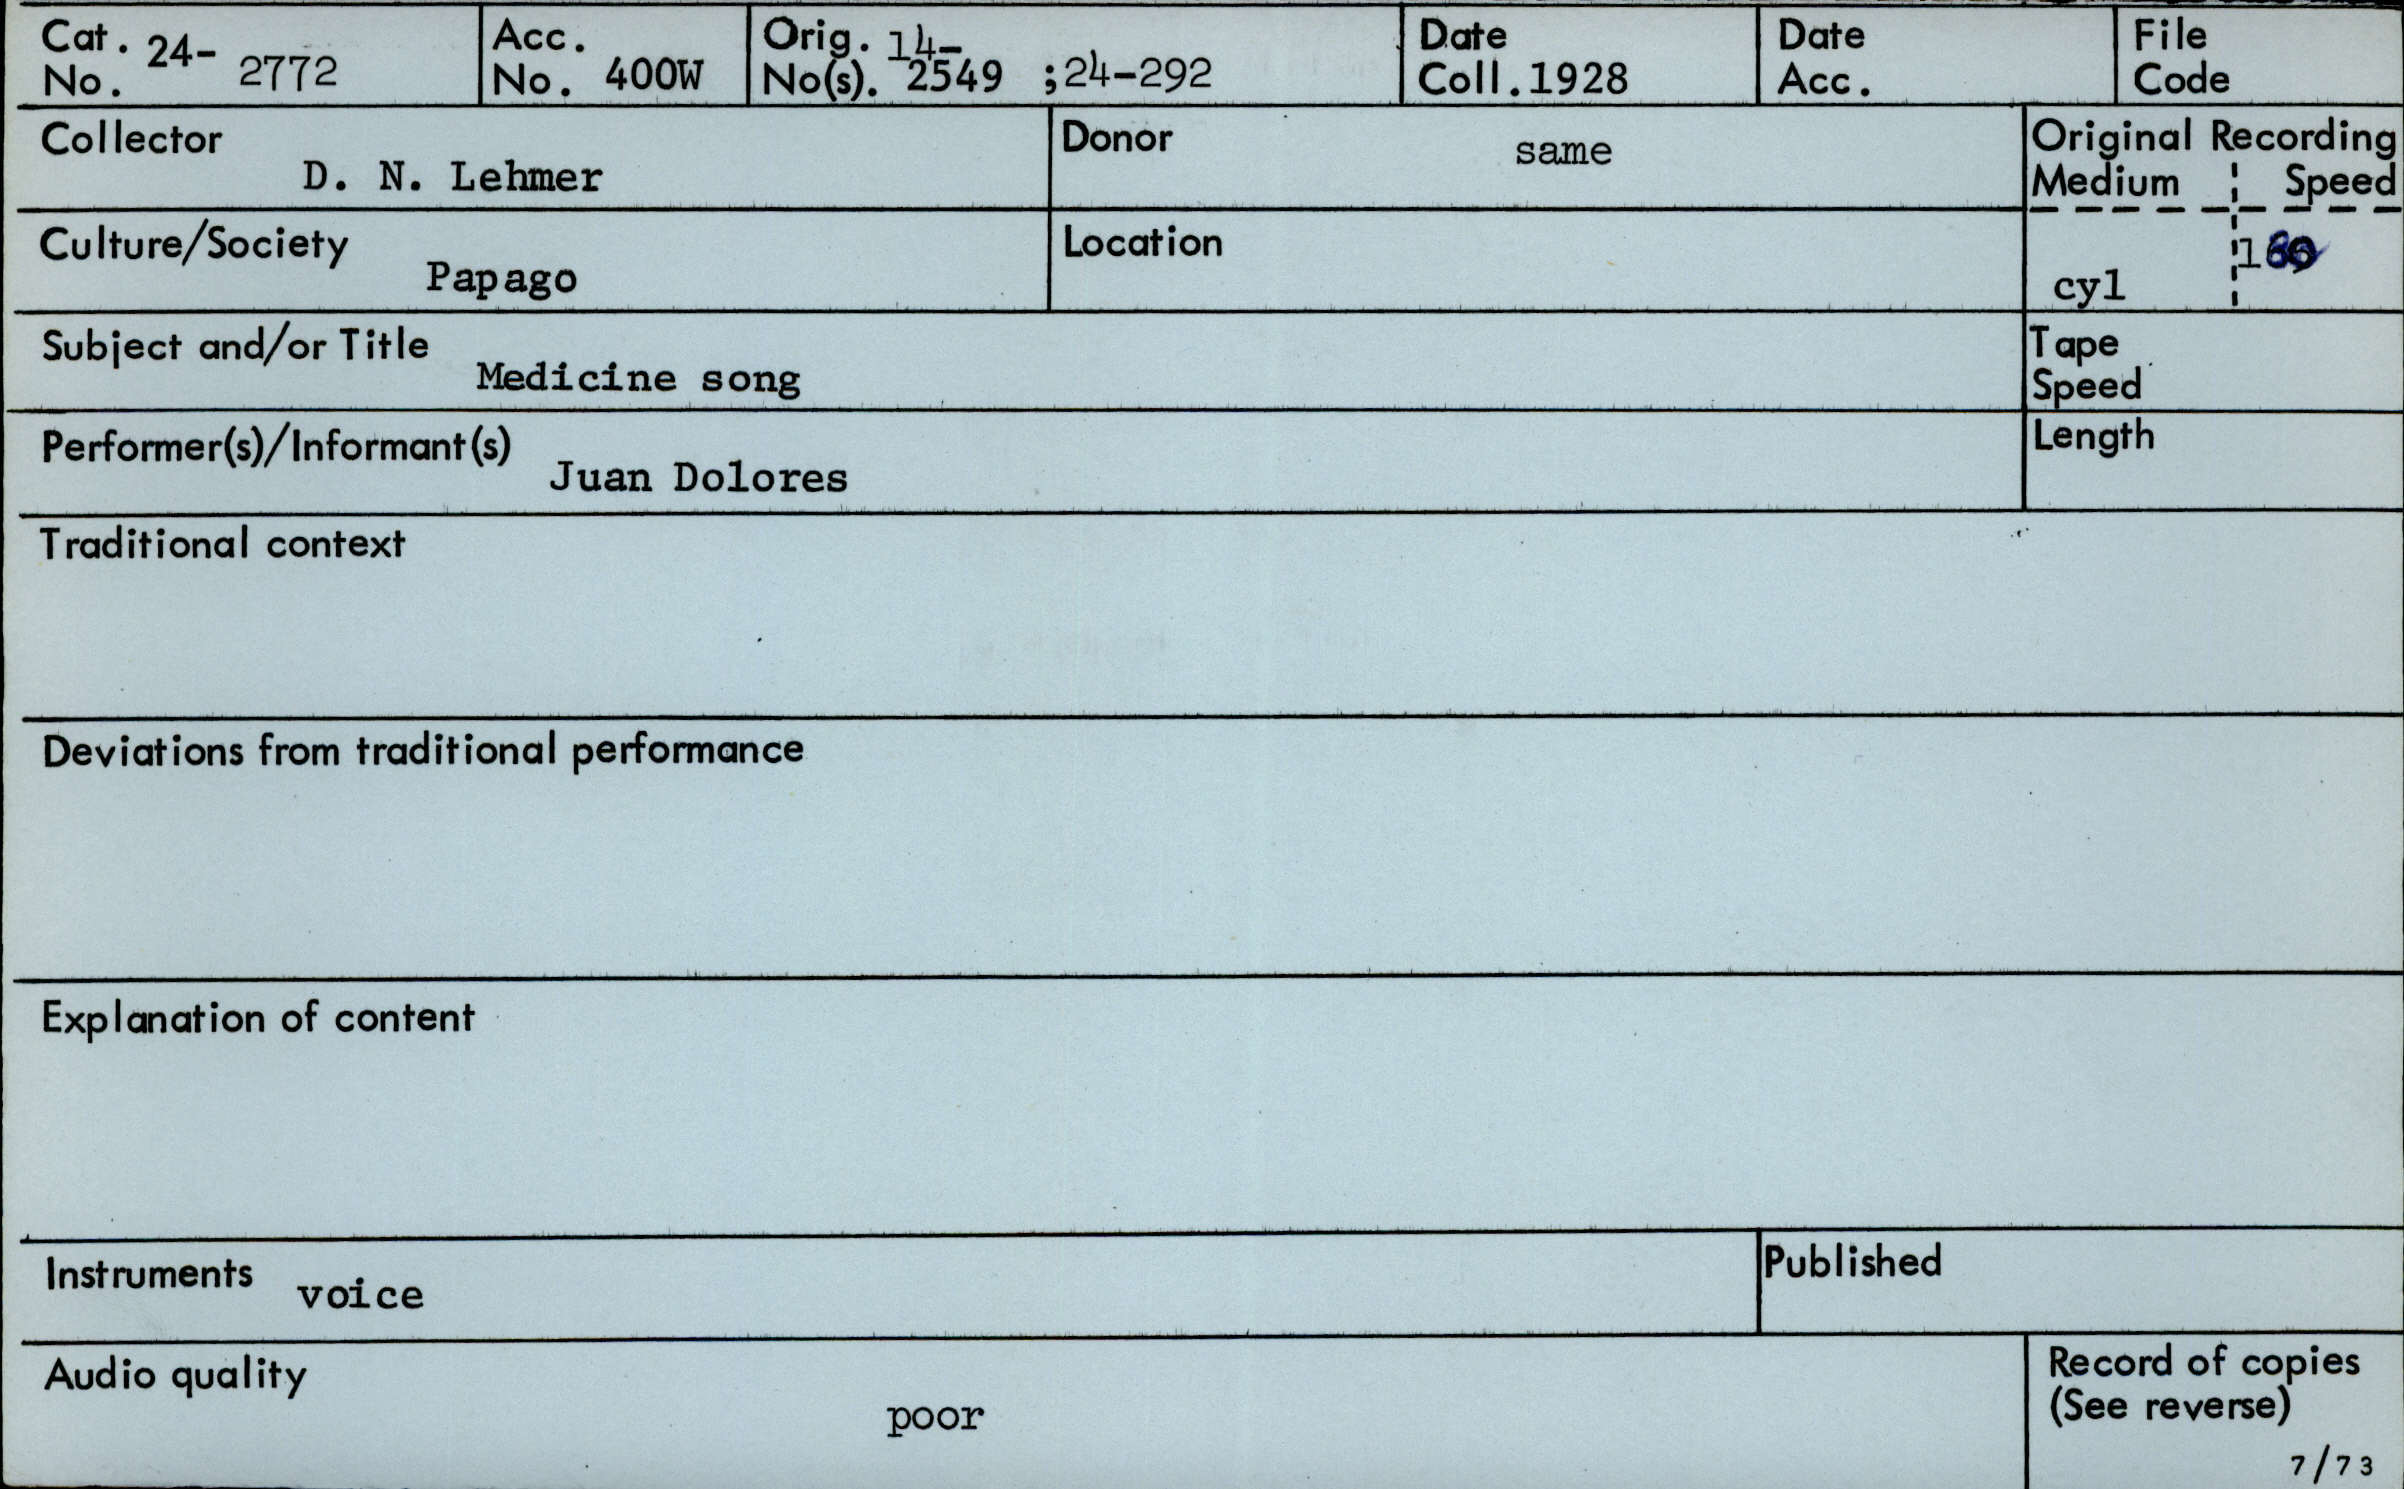 Cat. No. 24-2772
Acc. No. 400W
Orig. No(s). 14-2549 ;24-292
Date Coll. 1928
Date Acc.
File Code
Collector
D. N. Lehmer
Donor
same
Original Recording
Medium Speed
cyl
Culture/Society
Papago
Location
Subject and/or Title
Medicine song
Tape Speed
Performer(s)/Informant(s)
Juan Dolores
Length
Traditional context
Deviations from traditional performance
Explanation of content
Instruments voice
Published
Audio quality
poor
Record of copies
(See reverse)
7/73